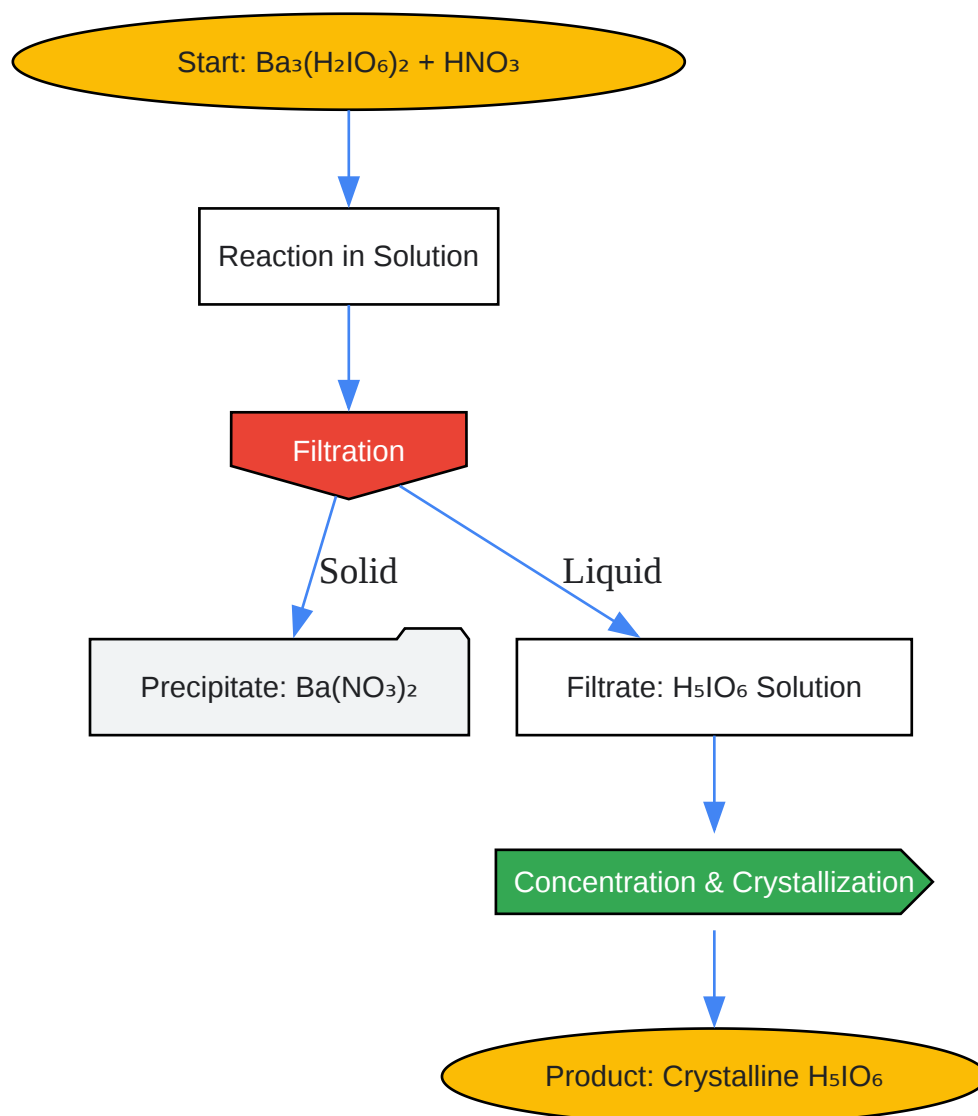 Start: Ba₃(H₂IO₆)₂ + HNO₃
Reaction in Solution
Filtration
Solid
Liquid
Precipitate: Ba(NO₃)₂
Filtrate: H₅IO₆ Solution
Concentration & Crystallization
Product: Crystalline H₅IO₆